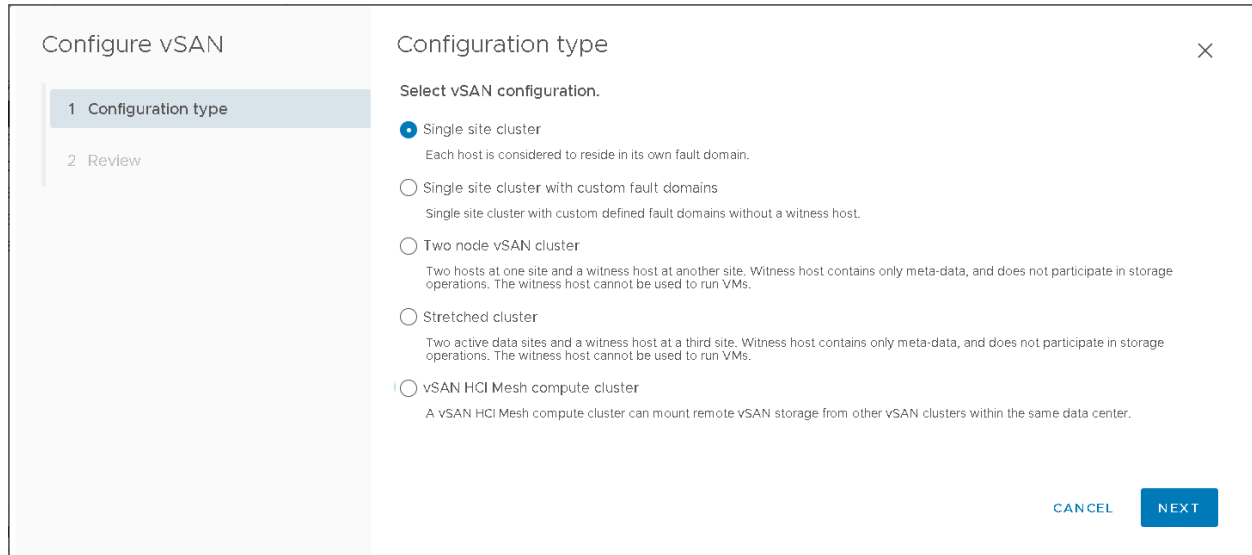 Configure vSAN
1 Configuration type
2 Review
Configuration type
Select vSAN configuration.
Single site cluster
Each host is considered to reside in its own fault domain.
Single site cluster with custom fault domains
Single site cluster with custom defined fault domains without a witness host.
Two node vSAN cluster
Two hosts at one site and a witness host at another site. Witness host contains only meta-data, and does not participate in storage
operations. The witness host cannot be used to run VMs.
Stretched cluster
Two active data sites and a witness host at a third site. Witness host contains only meta-data, and does not participate in storage
operations. The witness host cannot be used to run VMs.
vSAN HCI Mesh compute cluster
A vSAN HCI Mesh compute cluster can mount remote vSAN storage from other vSAN clusters within the same data center.
CANCEL
NEXT